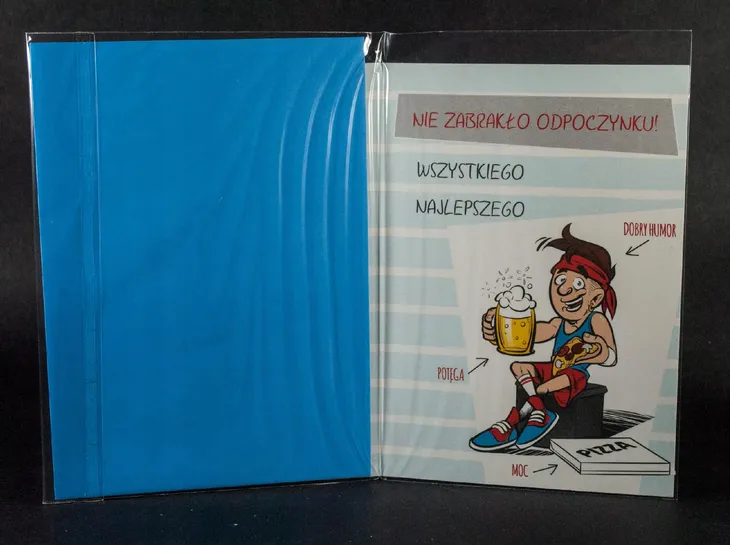 NIE ZABRAKŁO ODPOCZYNKU!
WSZYSTKIEGO
NAJLEPSZEGO
DOBRY HUMOR
POTĘGA
PIZZA
MOC